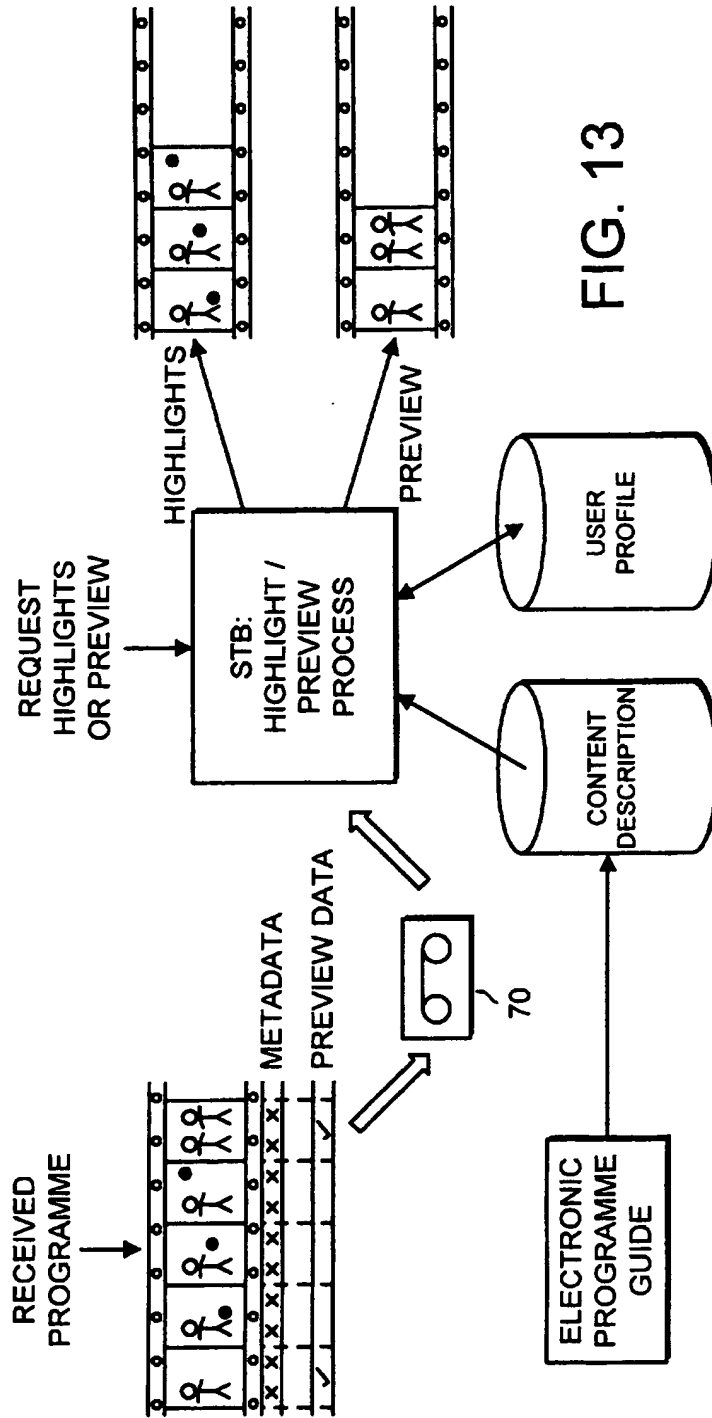 RECEIVED
PROGRAMME
METADATA
PREVIEW DATA
70
REQUEST
HIGHLIGHTS
OR PREVIEW
STB:
HIGHLIGHT /
PREVIEW
PROCESS
HIGHLIGHTS
PREVIEW
ELECTRONIC
PROGRAMME
GUIDE
CONTENT
DESCRIPTION
USER
PROFILE
FIG. 13